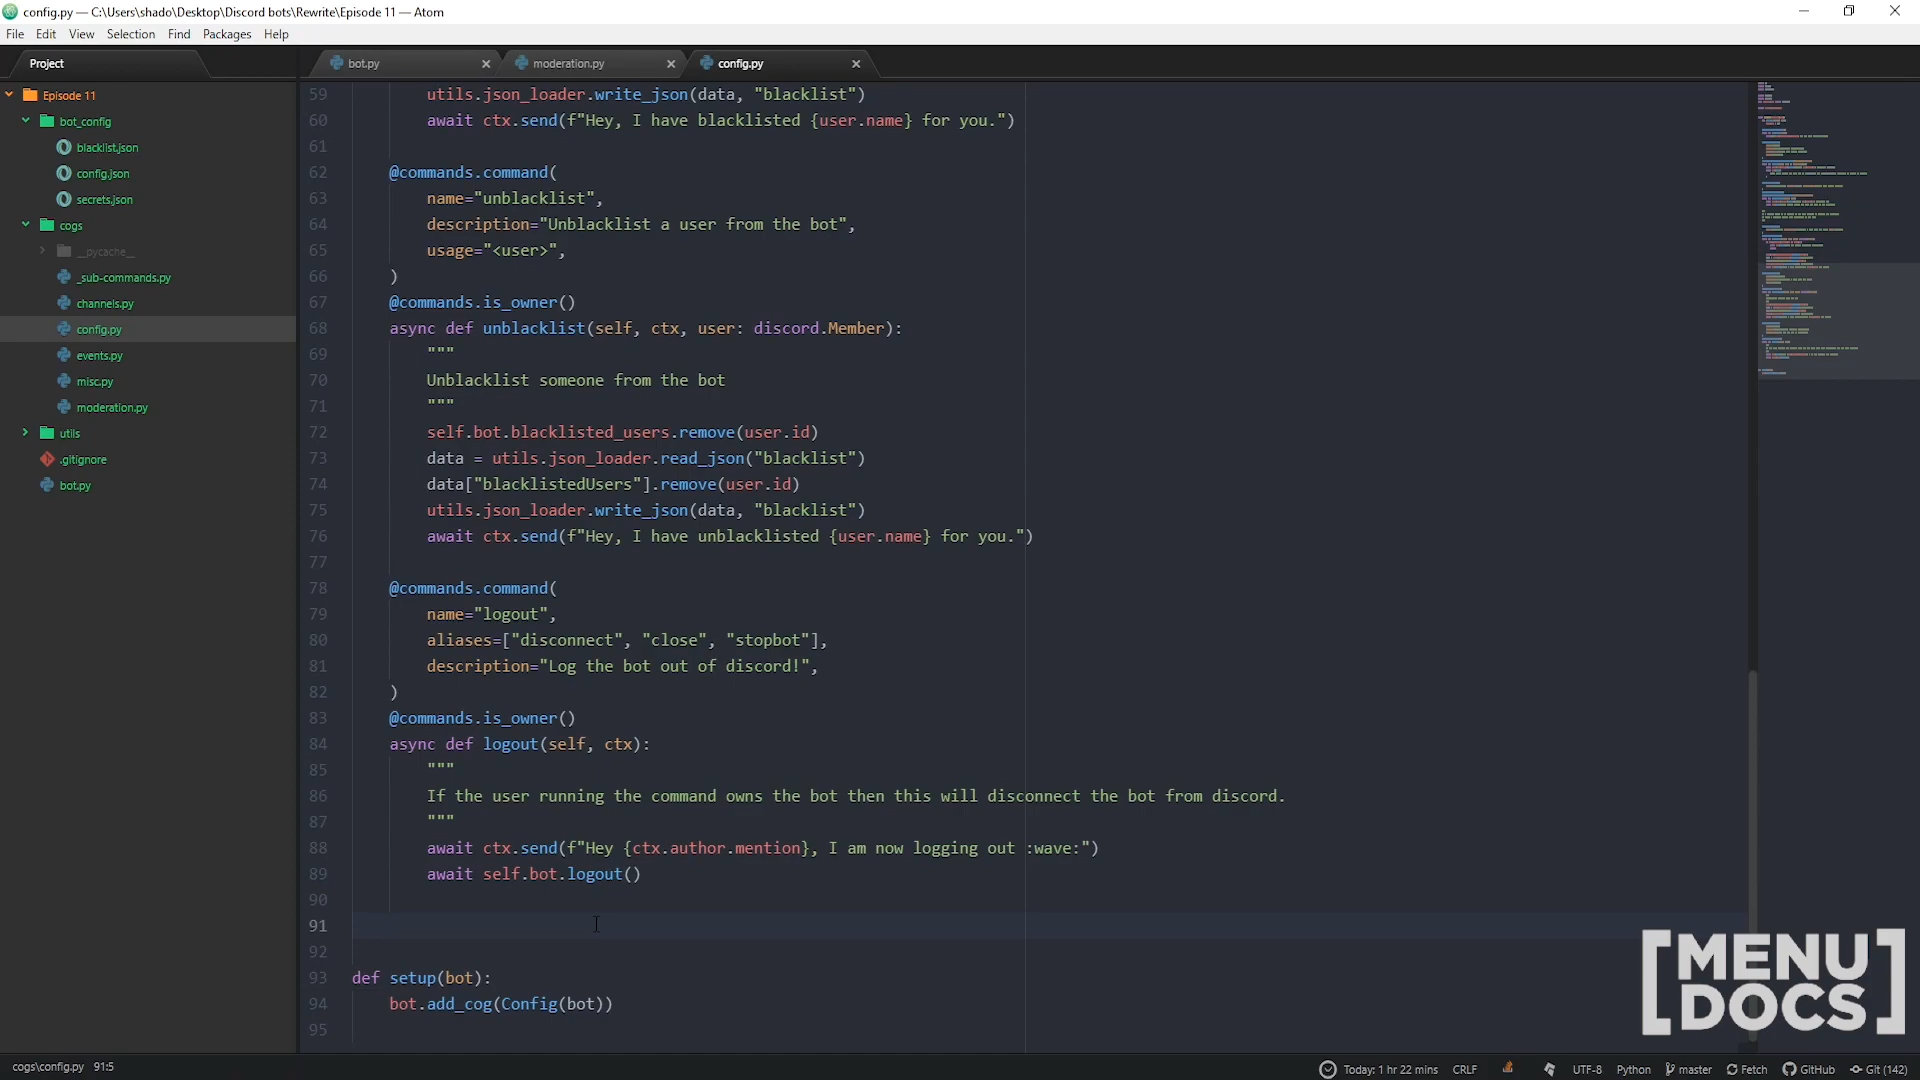 config.py — C:\Users\shado\Desktop\Discord bots\Rewrite\Episode 11 — Atom
File Edit View Selection Find Packages Help
Project
bot.py
moderation.py
config.py
Episode 11
bot_config
blacklist.json
config.json
secrets.json
cogs
__pycache__
_sub-commands.py
channels.py
config.py
events.py
misc.py
moderation.py
utils
.gitignore
bot.py
59 utils.json_loader.write_json(data, "blacklist")
60 await ctx.send(f"Hey, I have blacklisted {user.name} for you.")
61
62 @commands.command(
63 name="unblacklist",
64 description="Unblacklist a user from the bot",
65 usage="<user>",
66 )
67 @commands.is_owner()
68 async def unblacklist(self, ctx, user: discord.Member):
69 """
70 Unblacklist someone from the bot
71 """
72 self.bot.blacklisted_users.remove(user.id)
73 data = utils.json_loader.read_json("blacklist")
74 data["blacklistedUsers"].remove(user.id)
75 utils.json_loader.write_json(data, "blacklist")
76 await ctx.send(f"Hey, I have unblacklisted {user.name} for you.")
77
78 @commands.command(
79 name="logout",
80 aliases=["disconnect", "close", "stopbot"],
81 description="Log the bot out of discord!",
82 )
83 @commands.is_owner()
84 async def logout(self, ctx):
85 """
86 If the user running the command owns the bot then this will disconnect the bot from discord.
87 """
88 await ctx.send(f"Hey {ctx.author.mention}, I am now logging out :wave:")
89 await self.bot.logout()
90
91
92
93 def setup(bot):
94 bot.add_cog(Config(bot))
95
[MENU
DOCS]
cogs\config.py 91:5
Today: 1 hr 22 mins CRLF UTF-8 Python master Fetch GitHub Git (142)